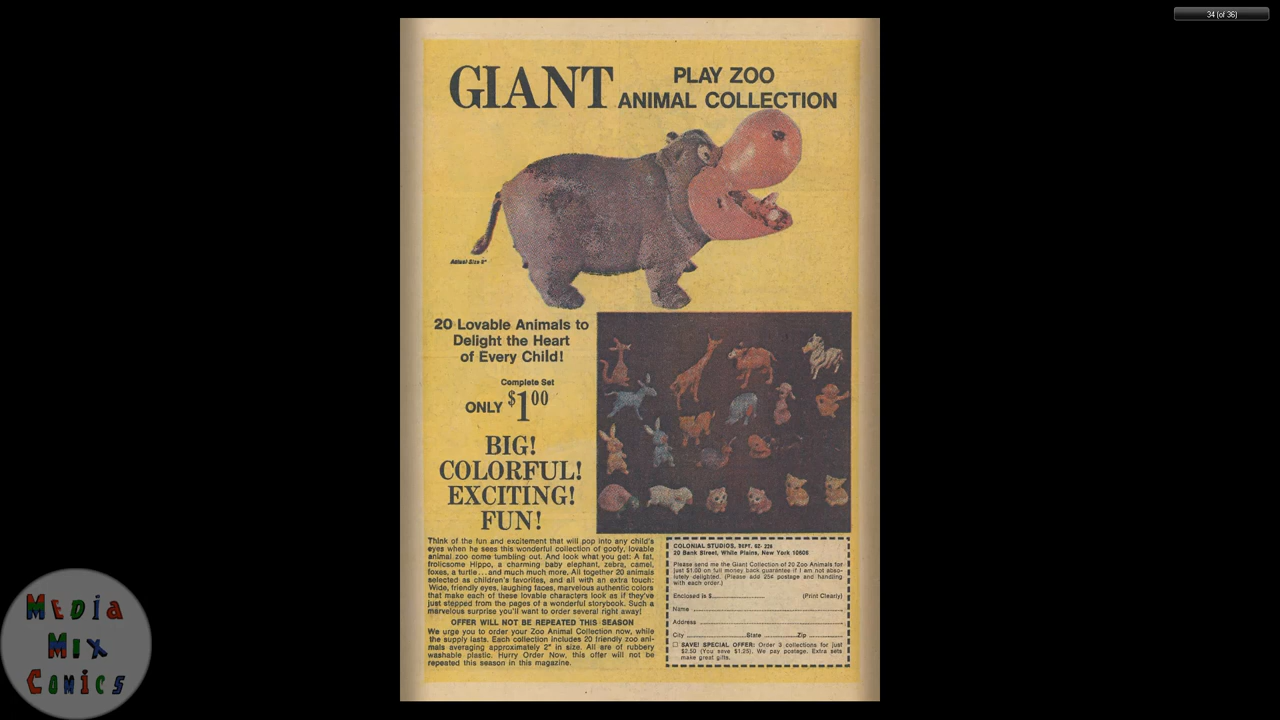 34 (of 36)
GIANT
PLAY ZOO
ANIMAL COLLECTION
Actual Size 2"
20 Lovable Animals to
Delight the Heart
of Every Child!
Complete Set
ONLY $1 00
BIG!
COLORFUL!
EXCITING!
FUN!
Think of the fun and excitement that will pop into any child's
eyes when he sees this wonderful collection of goofy, lovable
animal zoo come tumbling out. And look what you get: A fat,
frolicsome Hippo, a charming baby elephant, zebra, camel,
foxes, a turtle...and much much more. All together 20 animals
selected as children's favorites, and all with an extra touch:
Wide, friendly eyes, laughing faces, marvelous authentic colors
that make each of these lovable characters look as if they've
just stepped from the pages of a wonderful storybook. Such a
marvelous surprise you'll want to order several right away!
OFFER WILL NOT BE REPEATED THIS SEASON
We urge you to order your Zoo Animal Collection now, while
the supply lasts. Each collection includes 20 friendly zoo ani-
mals averaging approximately 2" in size. All are of rubbery
washable plastic. Hurry Order Now, this offer will not be
repeated this season in this magazine.
COLONIAL STUDIOS, DEPT. GZ- 226
20 Bank Street, White Plains, New York 10606
Please send me the Giant Collection of 20 Zoo Animals for
just $1.00 on full money back guarantee if I am not abso-
lutely delighted. (Please add 25¢ postage and handling
with each order.)
Enclosed is $ (Print Clearly)
Name
Address
City State Zip
SAVE! SPECIAL OFFER: Order 3 collections for just
$2.50 (You save $1.25). We pay postage. Extra sets
make great gifts.
MEDIA
MIX
COMICS